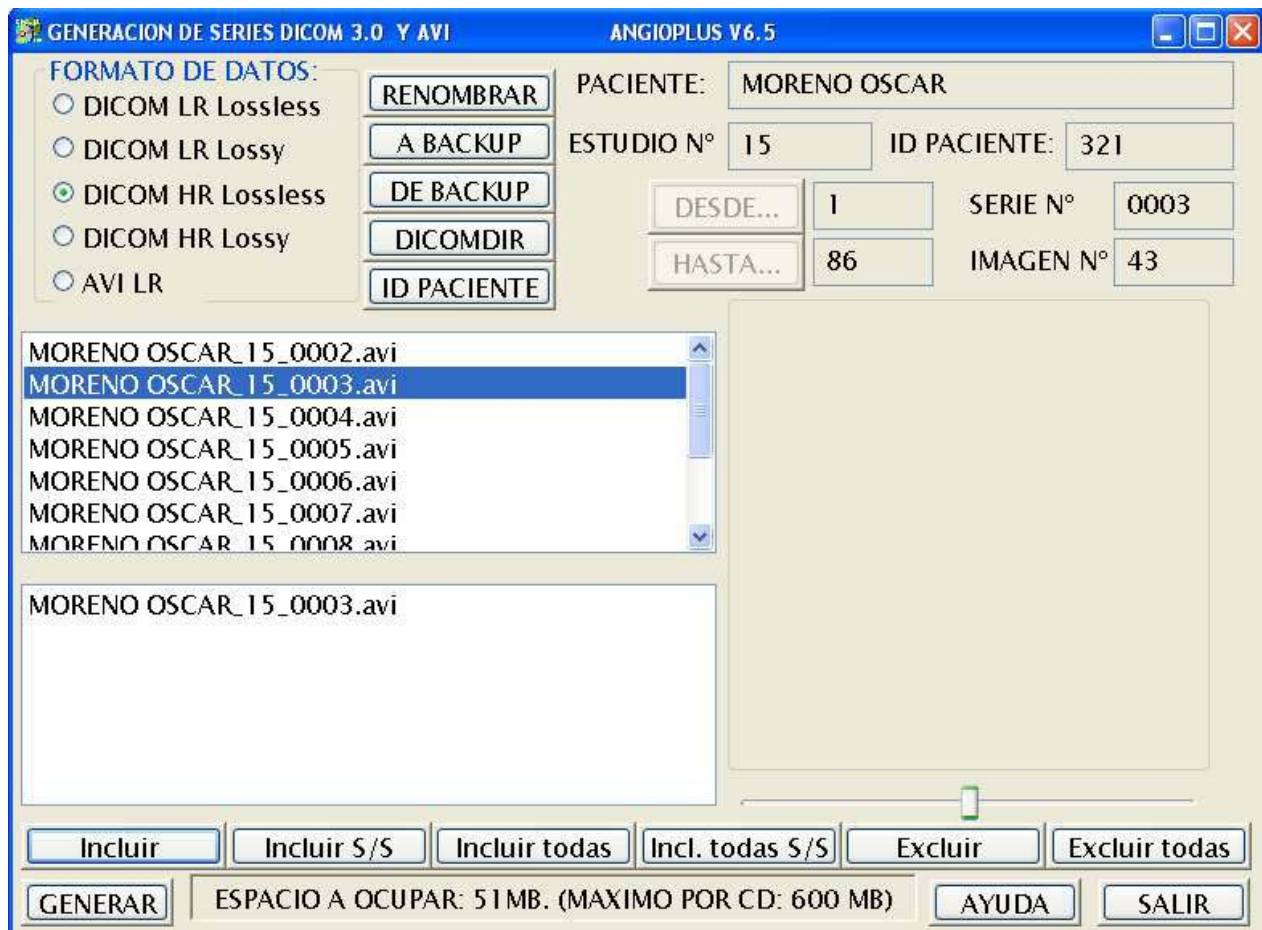 GENERACION DE SERIES DICOM 3.0 Y AVI ANGIOPLUS V6.5
FORMATO DE DATOS:
DICOM LR Lossless
DICOM LR Lossy
DICOM HR Lossless
DICOM HR Lossy
AVI LR
RENOMBRAR
A BACKUP
DE BACKUP
DICOMDIR
ID PACIENTE
PACIENTE: MORENO OSCAR
ESTUDIO N° 15 ID PACIENTE: 321
DESDE... 1 SERIE N° 0003
HASTA... 86 IMAGEN N° 43
MORENO OSCAR_15_0002.avi
MORENO OSCAR_15_0003.avi
MORENO OSCAR_15_0004.avi
MORENO OSCAR_15_0005.avi
MORENO OSCAR_15_0006.avi
MORENO OSCAR_15_0007.avi
MORENO OSCAR_15_0008.avi
MORENO OSCAR_15_0003.avi
Incluir Incluir S/S Incluir todas Incl. todas S/S Excluir Excluir todas
GENERAR ESPACIO A OCUPAR: 51MB. (MAXIMO POR CD: 600 MB) AYUDA SALIR